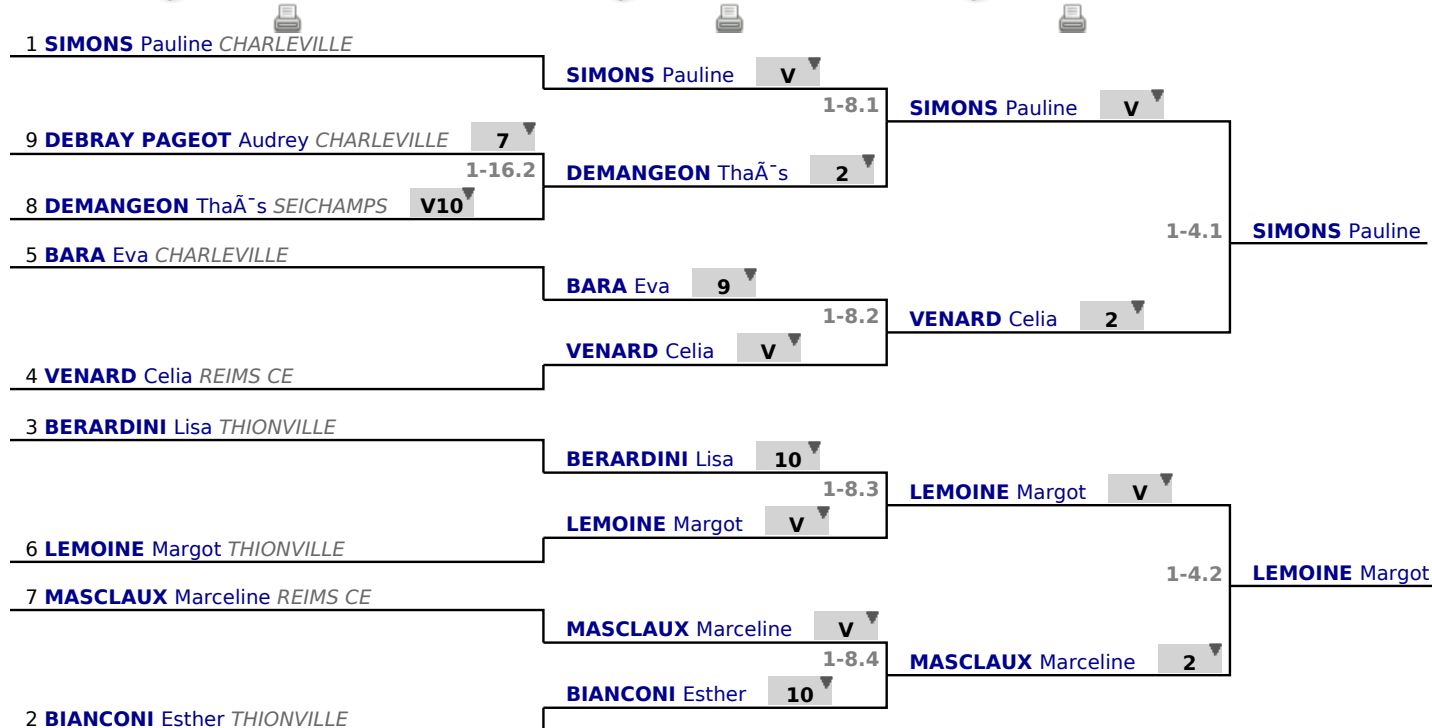 1 SIMONS Pauline CHARLEVILLE
SIMONS Pauline V
1-8.1
SIMONS Pauline V
9 DEBRAY PAGEOT Audrey CHARLEVILLE 7
1-16.2
DEMANGEON ThaÃ¯s 2
8 DEMANGEON ThaÃ¯s SEICHAMPS V10
1-4.1
SIMONS Pauline
5 BARA Eva CHARLEVILLE
BARA Eva 9
1-8.2
VENARD Celia 2
VENARD Celia V
4 VENARD Celia REIMS CE
3 BERARDINI Lisa THIONVILLE
BERARDINI Lisa 10
1-8.3
LEMOINE Margot V
LEMOINE Margot V
6 LEMOINE Margot THIONVILLE
1-4.2
LEMOINE Margot
7 MASCLAUX Marceline REIMS CE
MASCLAUX Marceline V
1-8.4
MASCLAUX Marceline 2
BIANCONI Esther 10
2 BIANCONI Esther THIONVILLE